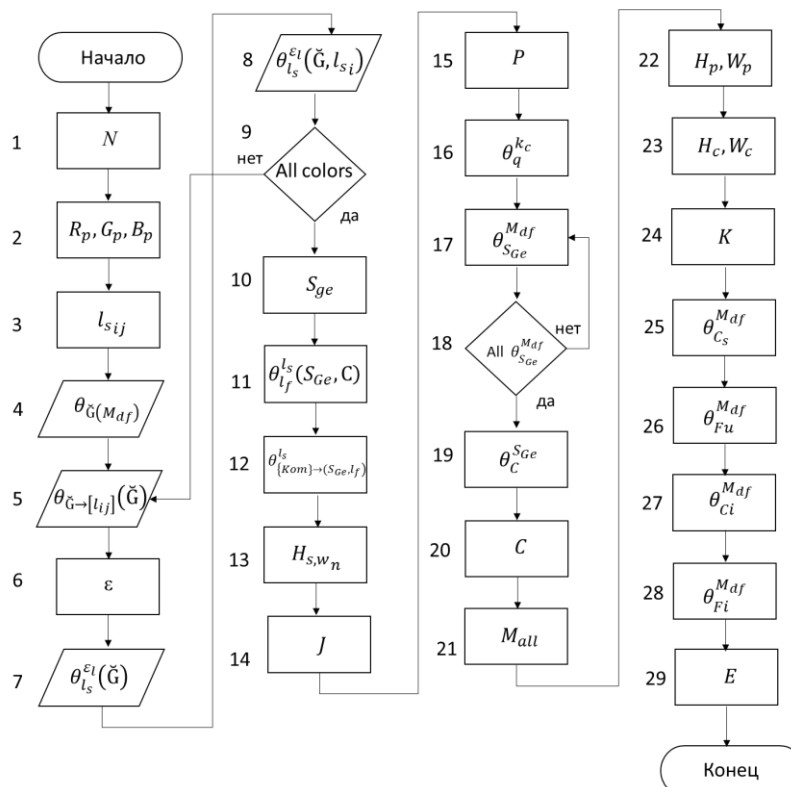 Начало
1
N
2
R_p, G_p, B_p
3
l_{s_{ij}}
4
θ_{Ğ(M_{df})}
5
θ_{Ğ→[l_{ij}]}(Ğ)
6
ε
7
θ_{l_s}^{ε_l}(Ğ)
8
θ_{l_s}^{ε_l}(Ğ, l_{s_i})
9
нет
All colors
да
10
S_{ge}
11
θ_{l_f}^{l_s}(S_{Ge}, C)
12
θ_{{Kom}→(S_{Ge},l_f)}^{l_s}
13
H_{s,w_n}
14
J
15
P
16
θ_q^{k_c}
17
θ_{S_{Ge}}^{M_{df}}
18
All θ_{S_{Ge}}^{M_{df}}
нет
да
19
θ_C^{S_{Ge}}
20
C
21
M_{all}
22
H_p, W_p
23
H_c, W_c
24
K
25
θ_{C_s}^{M_{df}}
26
θ_{Fu}^{M_{df}}
27
θ_{Ci}^{M_{df}}
28
θ_{Fi}^{M_{df}}
29
E
Конец